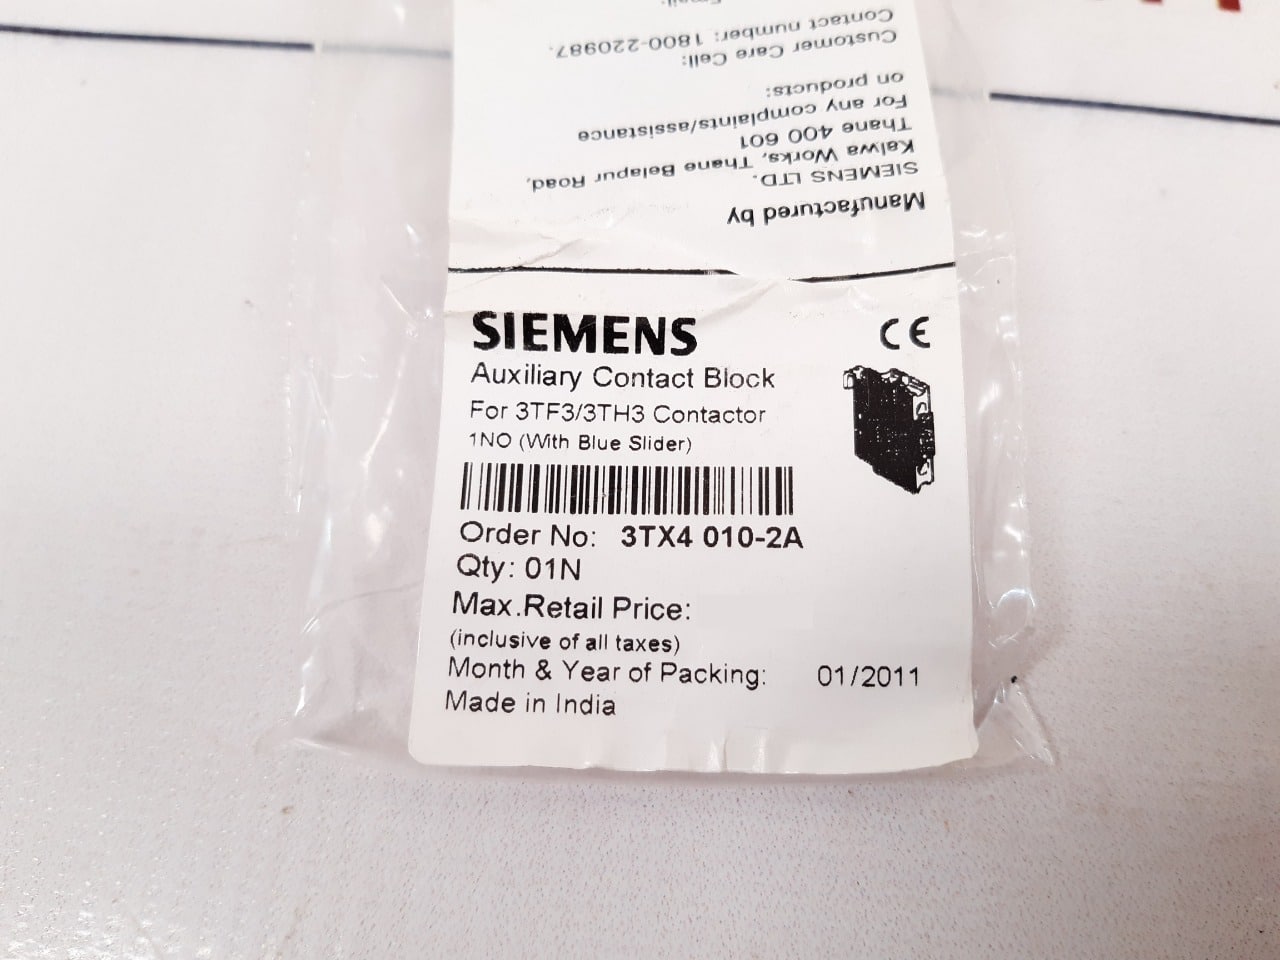 Manufactured by
SIEMENS LTD.
Kalwa Works, Thane Belapur Road,
Thane 400 601
For any complaints/assistance
on products:
Customer Care Cell:
Contact number: 1800-220987.
Email:
SIEMENS
CE
Auxiliary Contact Block
For 3TF3/3TH3 Contactor
1NO (With Blue Slider)
Order No: 3TX4 010-2A
Qty: 01N
Max.Retail Price:
(inclusive of all taxes)
Month & Year of Packing: 01/2011
Made in India